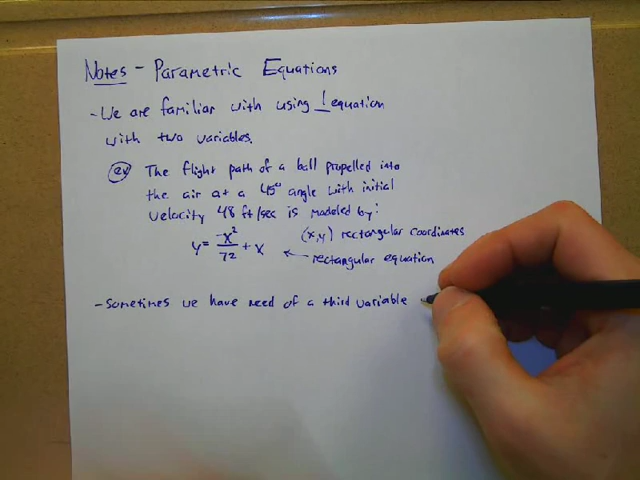 Notes - Parametric Equations
- We are familiar with using 1 equation
with two variables.
ex The flight path of a ball propelled into
the air at a 45° angle with initial
velocity 48 ft/sec is modeled by:
y = -x²/72 + x (x,y) rectangular coordinates
← rectangular equation
- Sometimes we have need of a third variable